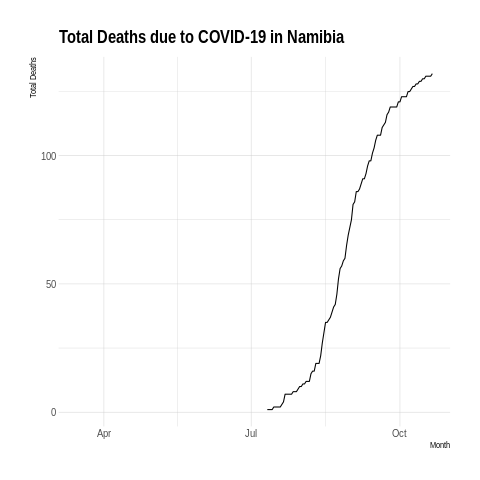 Total Deaths due to COVID-19 in Namibia
Total Deaths
100
50
0
Apr Jul Oct
Month